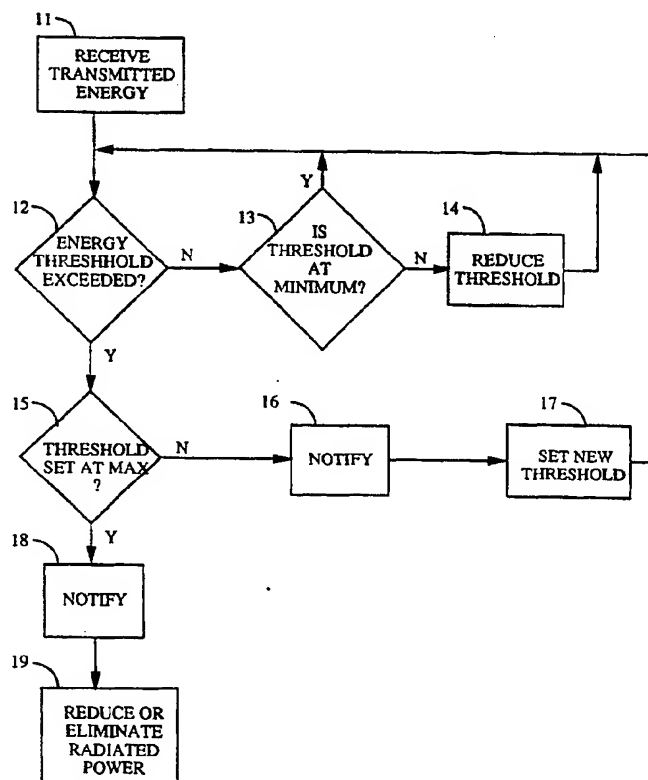 11
RECEIVE
TRANSMITTED
ENERGY
12
ENERGY
THRESHHOLD
EXCEEDED?
N
Y
13
IS
THRESHOLD
AT
MINIMUM?
Y
N
14
REDUCE
THRESHOLD
15
THRESHOLD
SET AT MAX
?
N
Y
16
NOTIFY
17
SET NEW
THRESHOLD
18
NOTIFY
19
REDUCE OR
ELIMINATE
RADIATED
POWER